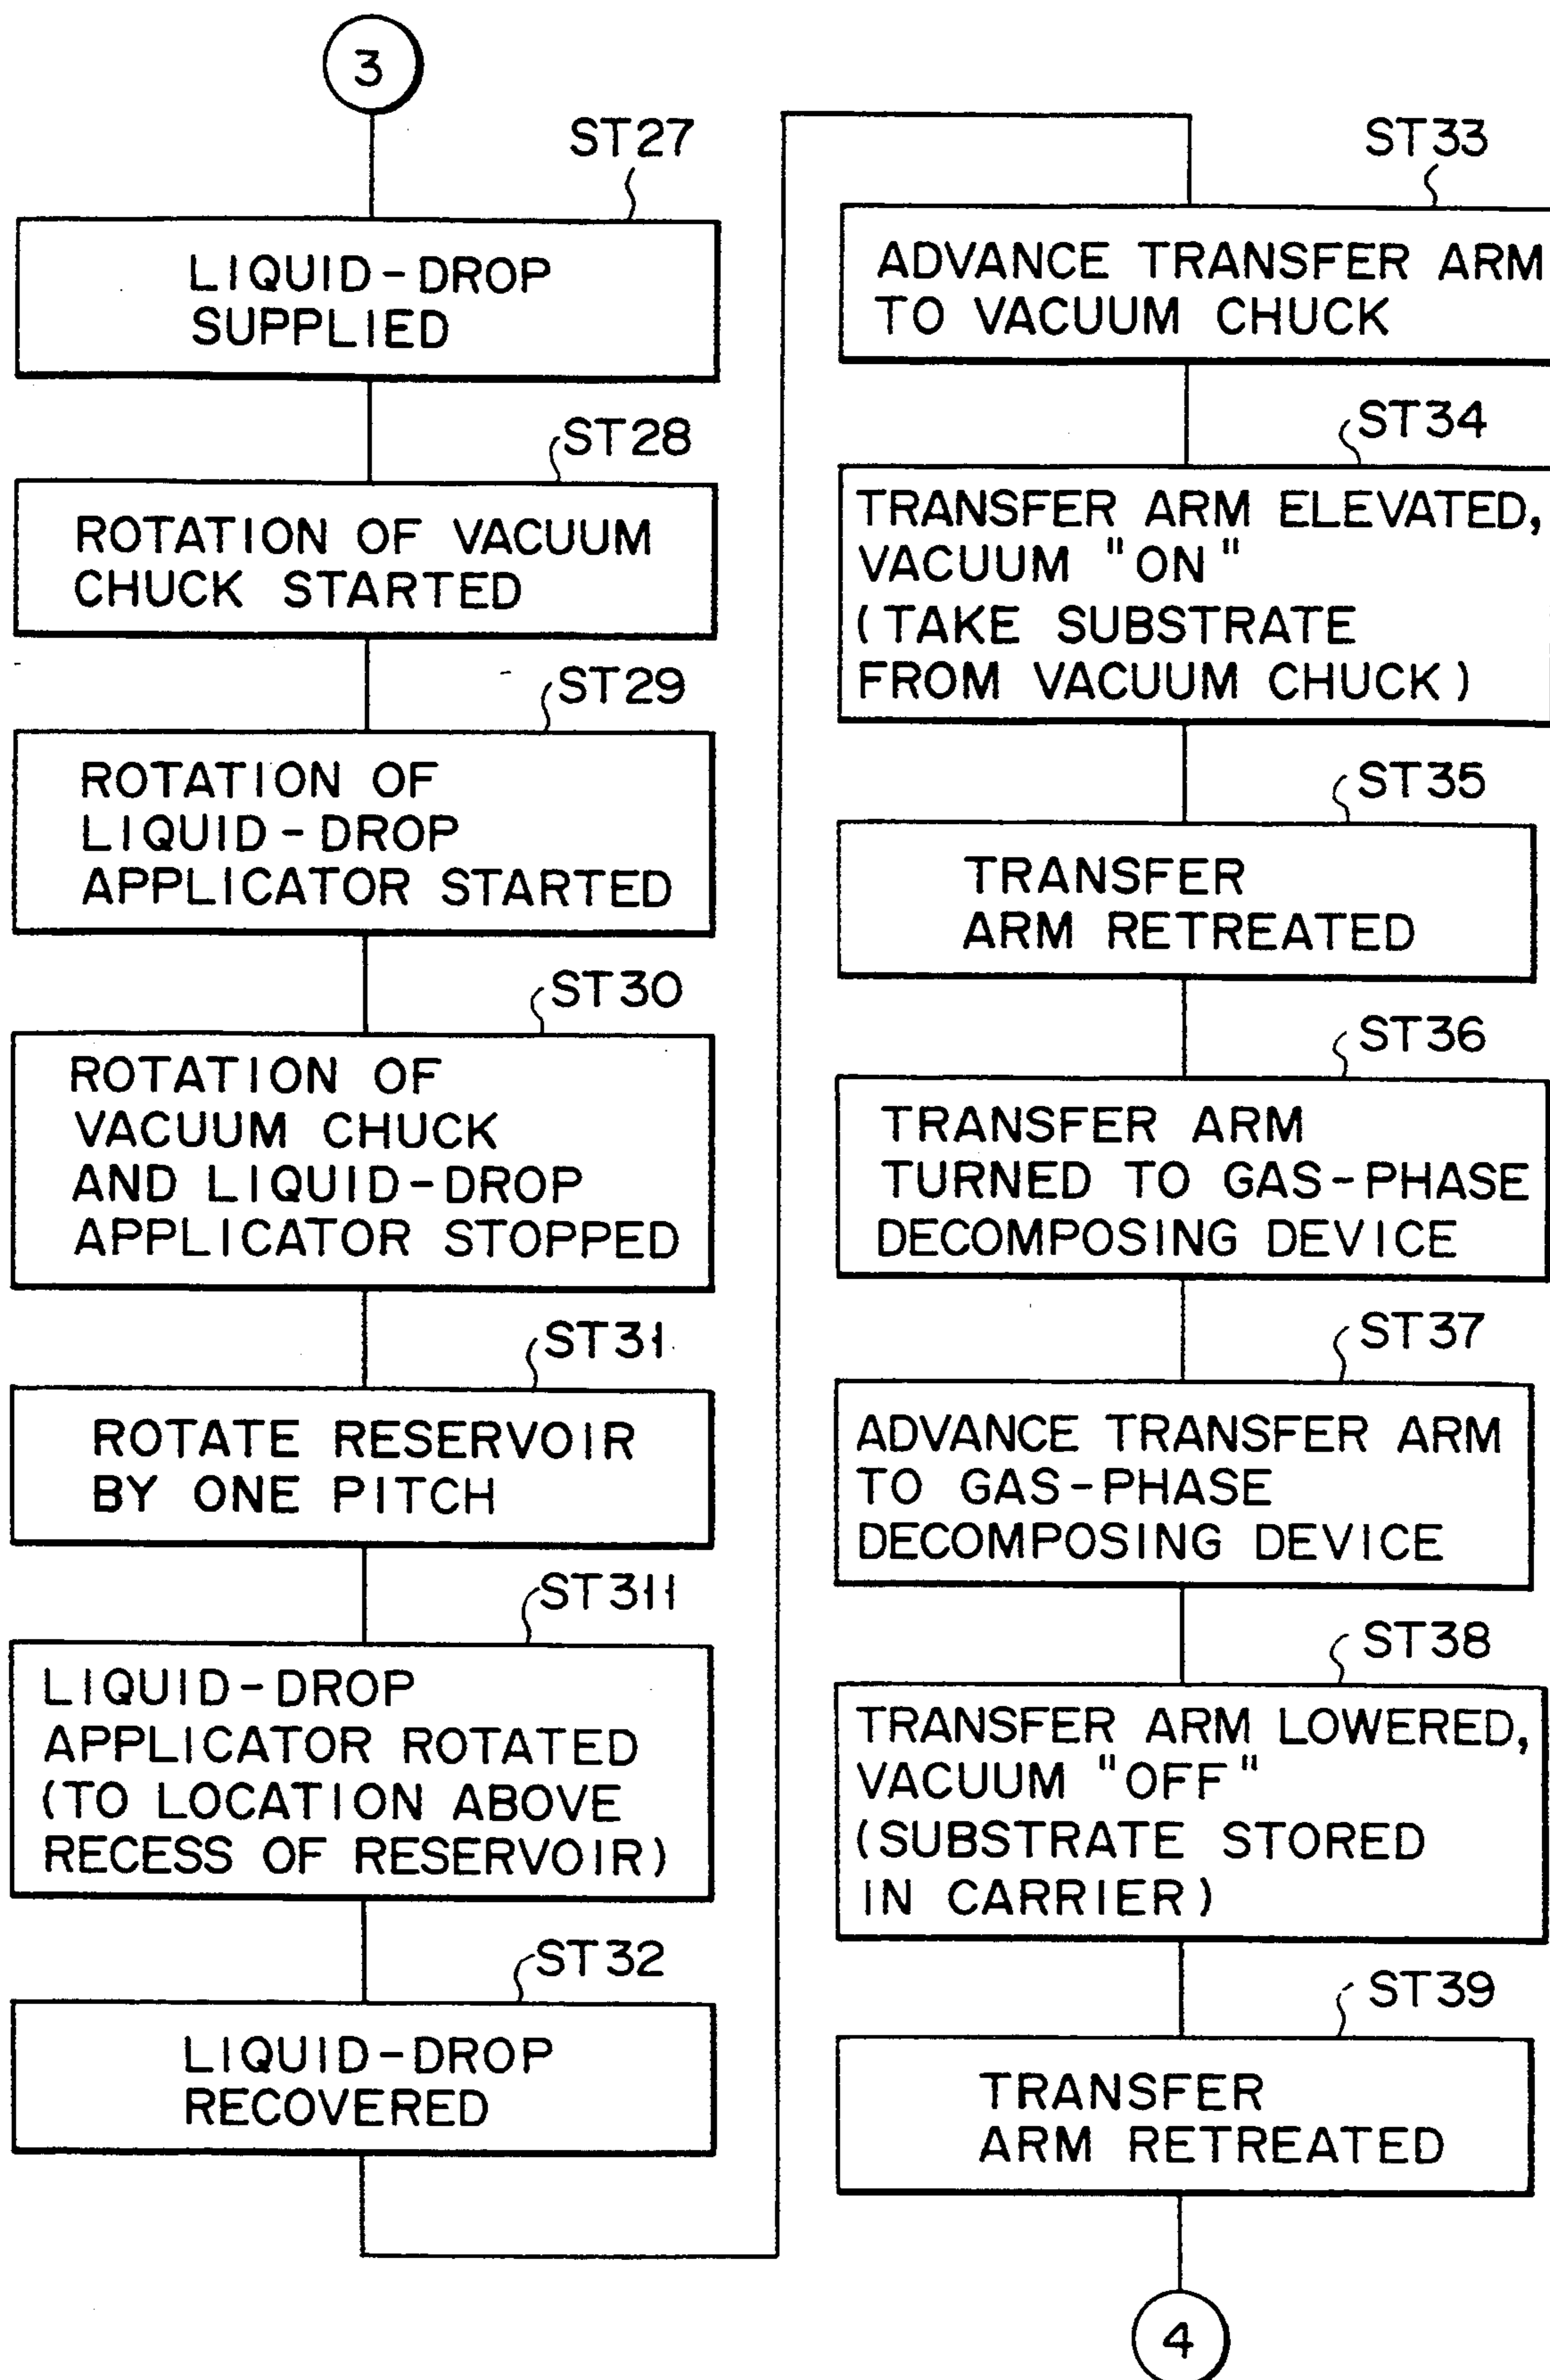 3
ST27
LIQUID-DROP
SUPPLIED
ST28
ROTATION OF VACUUM
CHUCK STARTED
ST29
ROTATION OF
LIQUID-DROP
APPLICATOR STARTED
ST30
ROTATION OF
VACUUM CHUCK
AND LIQUID-DROP
APPLICATOR STOPPED
ST31
ROTATE RESERVOIR
BY ONE PITCH
ST311
LIQUID-DROP
APPLICATOR ROTATED
(TO LOCATION ABOVE
RECESS OF RESERVOIR)
ST32
LIQUID-DROP
RECOVERED
ST33
ADVANCE TRANSFER ARM
TO VACUUM CHUCK
ST34
TRANSFER ARM ELEVATED,
VACUUM "ON"
(TAKE SUBSTRATE
FROM VACUUM CHUCK)
ST35
TRANSFER
ARM RETREATED
ST36
TRANSFER ARM
TURNED TO GAS-PHASE
DECOMPOSING DEVICE
ST37
ADVANCE TRANSFER ARM
TO GAS-PHASE
DECOMPOSING DEVICE
ST38
TRANSFER ARM LOWERED,
VACUUM "OFF"
(SUBSTRATE STORED
IN CARRIER)
ST39
TRANSFER
ARM RETREATED
4